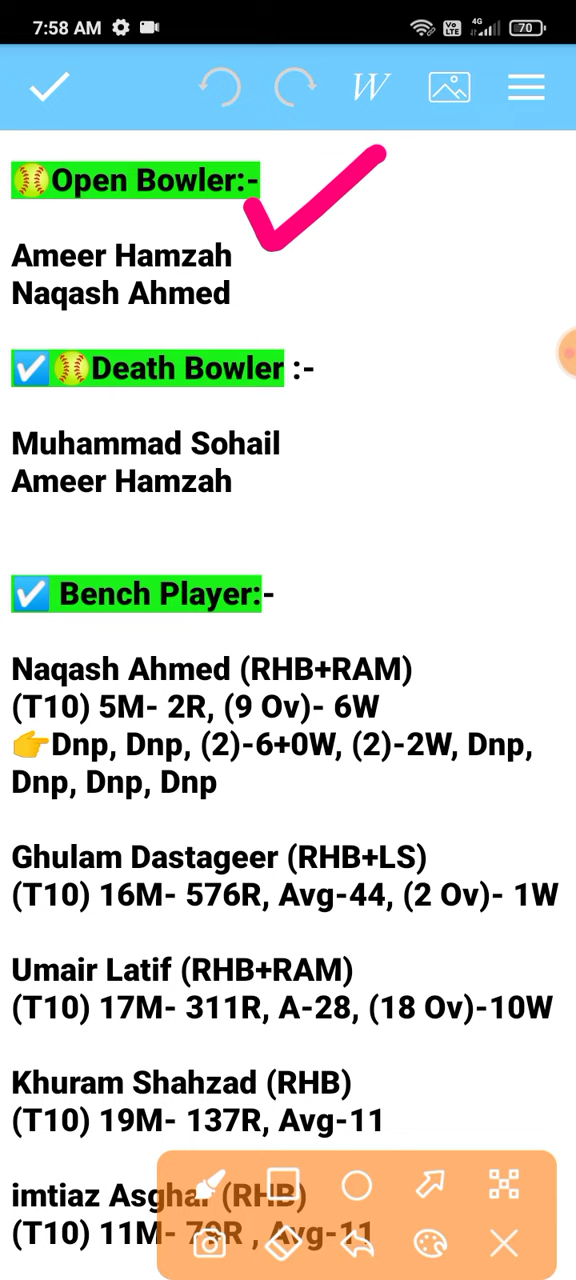 7:58 AM
Vo LTE 4G 70
W
⚾Open Bowler:-
Ameer Hamzah
Naqash Ahmed
☑️⚾Death Bowler :-
Muhammad Sohail
Ameer Hamzah
☑️ Bench Player:-
Naqash Ahmed (RHB+RAM)
(T10) 5M- 2R, (9 Ov)- 6W
👉Dnp, Dnp, (2)-6+0W, (2)-2W, Dnp,
Dnp, Dnp, Dnp
Ghulam Dastageer (RHB+LS)
(T10) 16M- 576R, Avg-44, (2 Ov)- 1W
Umair Latif (RHB+RAM)
(T10) 17M- 311R, A-28, (18 Ov)-10W
Khuram Shahzad (RHB)
(T10) 19M- 137R, Avg-11
imtiaz Asghar (RHB)
(T10) 11M- 79R , Avg-11